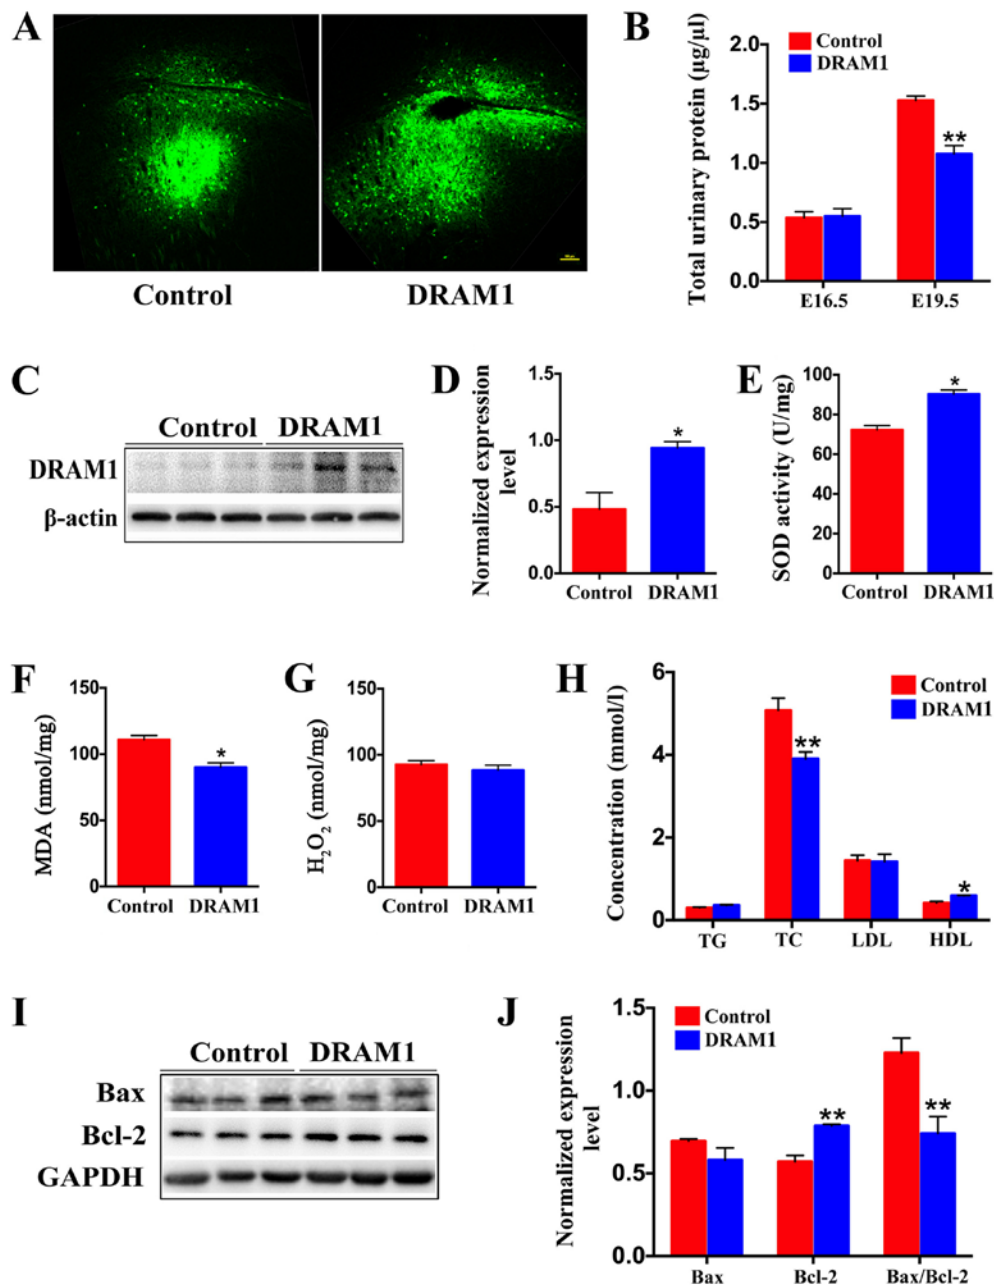 A
Control
DRAM1
B
Total urinary protein (μg/μl)
2.0
1.5
1.0
0.5
0.0
Control
DRAM1
**
E16.5
E19.5
C
Control
DRAM1
DRAM1
β-actin
D
Normalized expression
level
1.5
1.0
0.5
0.0
*
Control
DRAM1
E
SOD activity (U/mg)
100
80
60
40
20
0
*
Control
DRAM1
F
MDA (nmol/mg)
150
100
50
0
*
Control
DRAM1
G
H₂O₂ (nmol/mg)
150
100
50
0
Control
DRAM1
H
Concentration (mmol/l)
6
4
2
0
Control
DRAM1
**
*
TG
TC
LDL
HDL
I
Control
DRAM1
Bax
Bcl-2
GAPDH
J
Normalized expression
level
1.5
1.0
0.5
0.0
Control
DRAM1
**
**
Bax
Bcl-2
Bax/Bcl-2